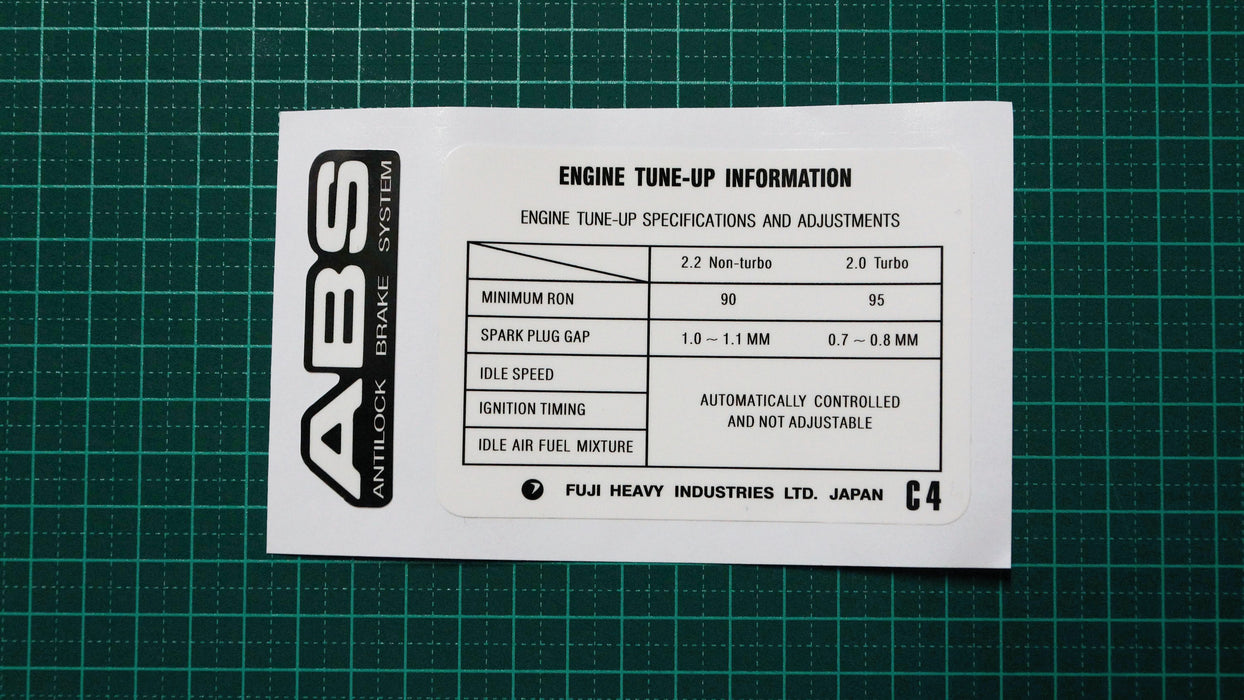 ABS
ANTILOCK BRAKE SYSTEM
ENGINE TUNE-UP INFORMATION
ENGINE TUNE-UP SPECIFICATIONS AND ADJUSTMENTS
2.2 Non-turbo 2.0 Turbo
MINIMUM RON 90 95
SPARK PLUG GAP 1.0 ~ 1.1 MM 0.7 ~ 0.8 MM
IDLE SPEED
IGNITION TIMING
IDLE AIR FUEL MIXTURE
AUTOMATICALLY CONTROLLED
AND NOT ADJUSTABLE
FUJI HEAVY INDUSTRIES LTD. JAPAN C4